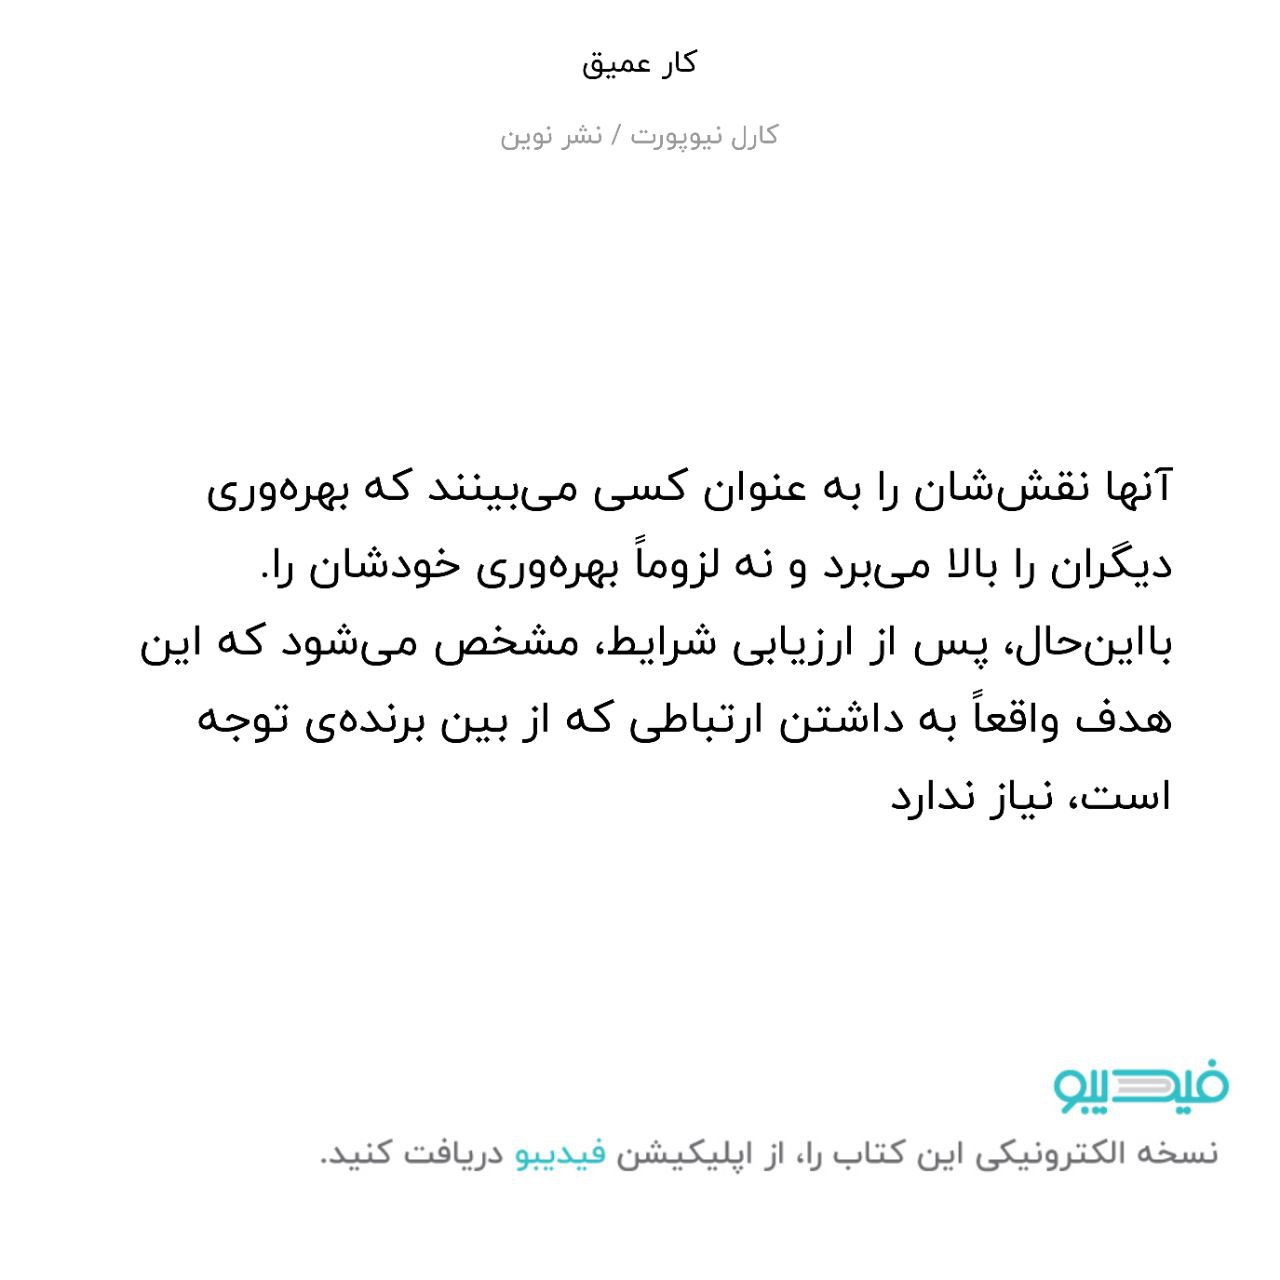 کار عمیق
کارل نیوپورت / نشر نوین
آنها نقش‌شان را به عنوان کسی می‌بینند که بهره‌وری
دیگران را بالا می‌برد و نه لزوماً بهره‌وری خودشان را.
بااین‌حال، پس از ارزیابی شرایط، مشخص می‌شود که این
هدف واقعاً به داشتن ارتباطی که از بین برنده‌ی توجه
است، نیاز ندارد
فیدیبو
نسخه الکترونیکی این کتاب را، از اپلیکیشن فیدیبو دریافت کنید.